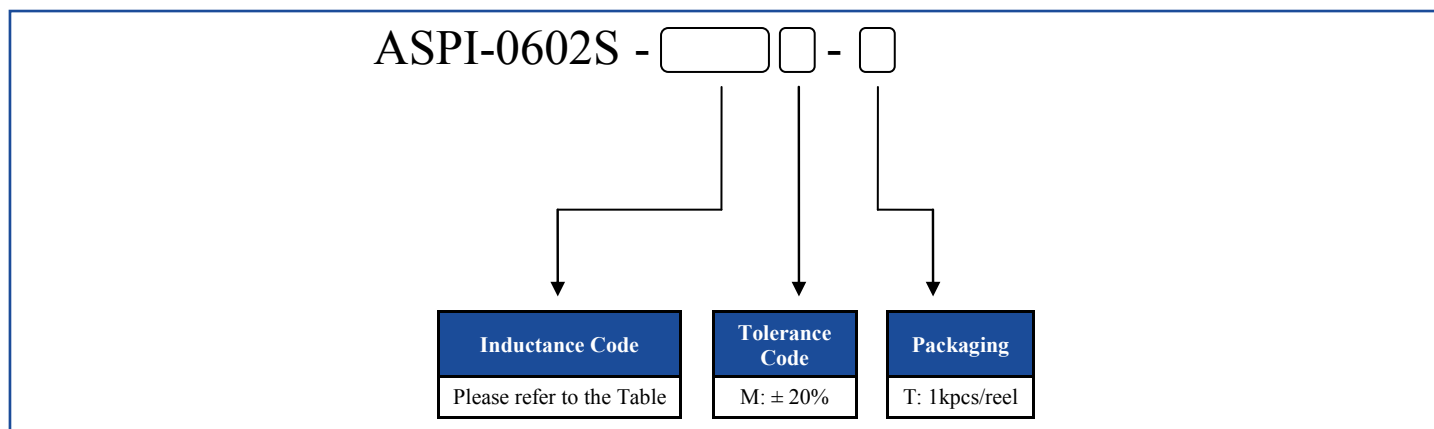 ASPI-0602S - -
Inductance Code
Please refer to the Table
Tolerance
Code
M: ± 20%
Packaging
T: 1kpcs/reel